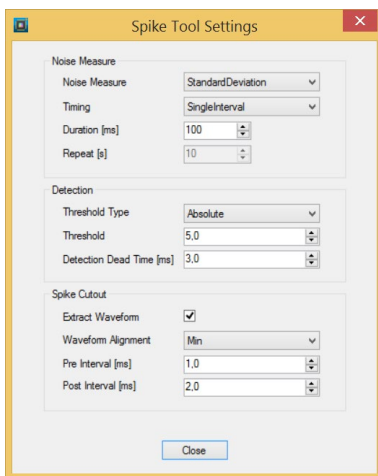 Spike Tool Settings
Noise Measure
Noise Measure StandardDeviation
Timing SingleInterval
Duration [ms] 100
Repeat [s] 10
Detection
Threshold Type Absolute
Threshold 5,0
Detection Dead Time [ms] 3,0
Spike Cutout
Extract Waveform
Waveform Alignment Min
Pre Interval [ms] 1,0
Post Interval [ms] 2,0
Close